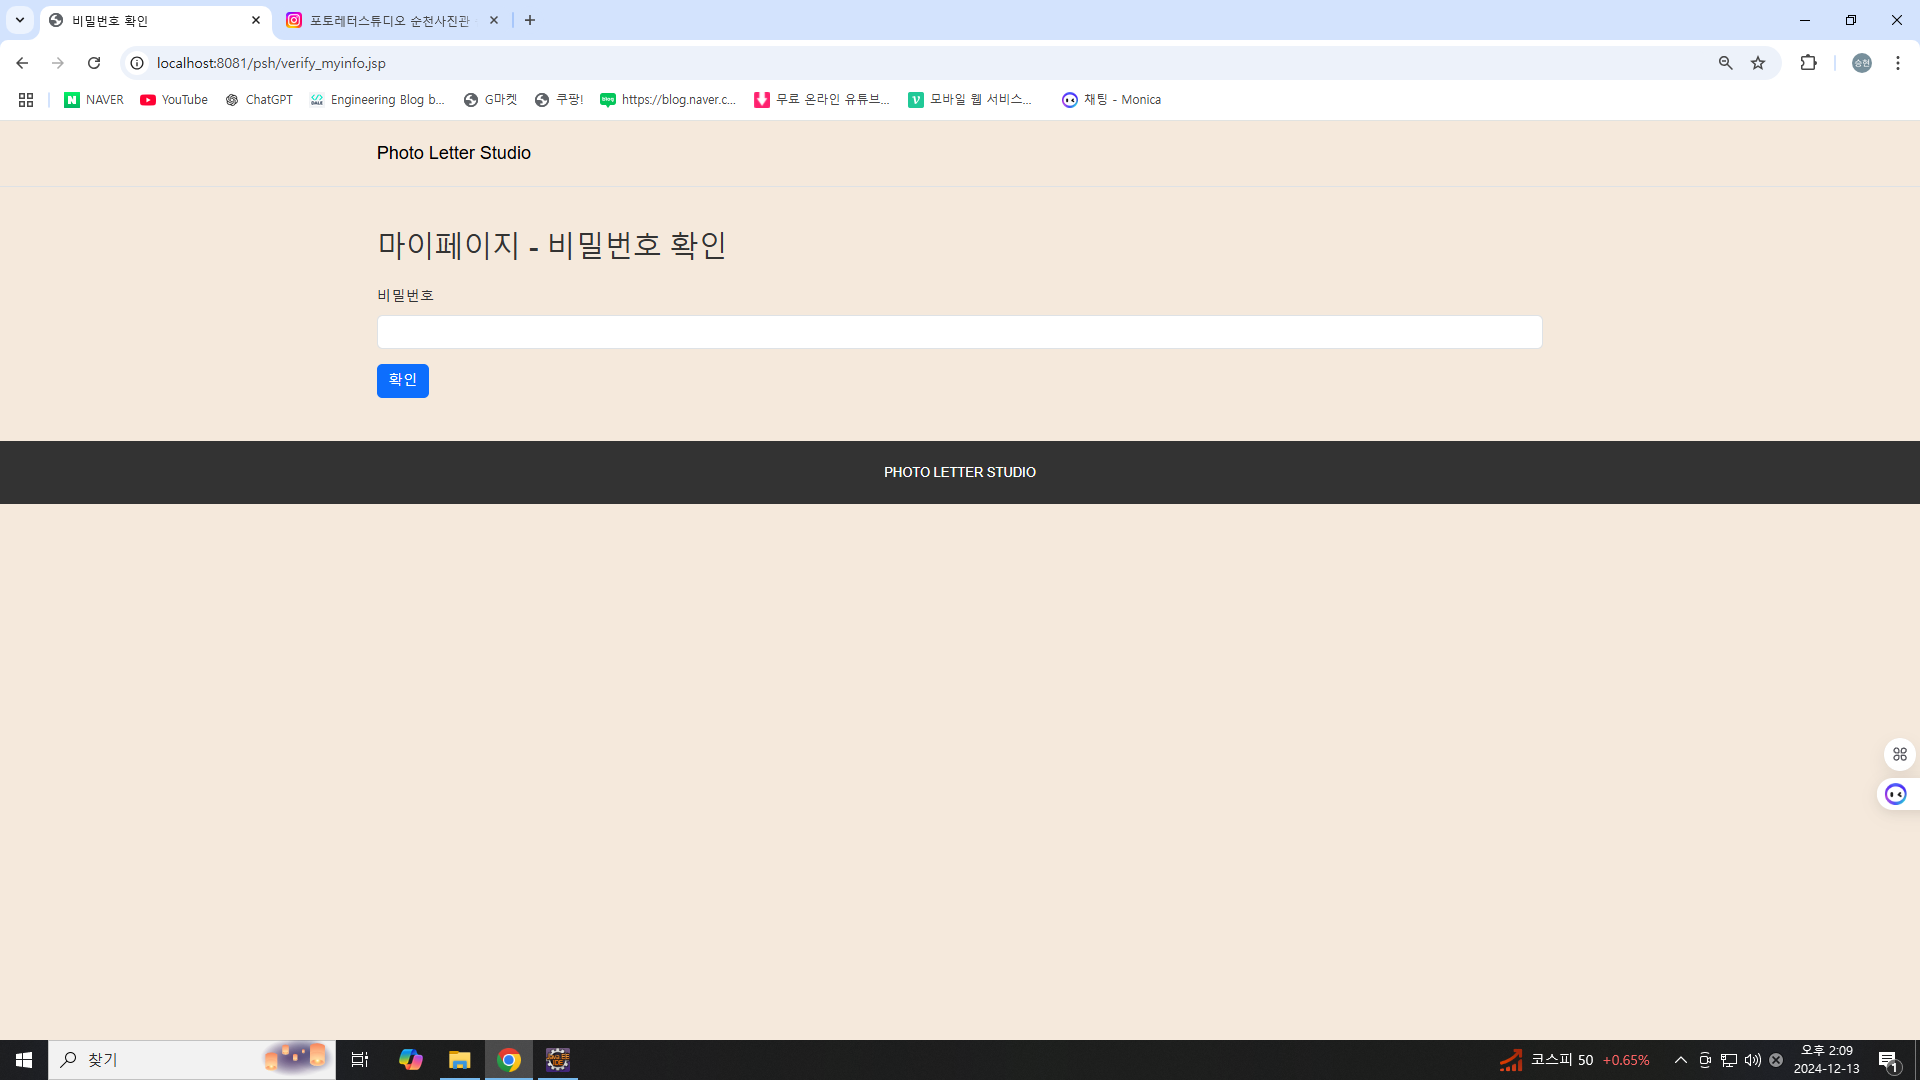 비밀번호 확인
포토레터스튜디오 순천사진관
localhost:8081/psh/verify_myinfo.jsp
승현
NAVER
YouTube
ChatGPT
Engineering Blog b...
G마켓
쿠팡!
https://blog.naver.c...
무료 온라인 유튜브...
모바일 웹 서비스...
채팅 - Monica
Photo Letter Studio
마이페이지 - 비밀번호 확인
비밀번호
확인
PHOTO LETTER STUDIO
찾기
코스피 50 +0.65%
오후 2:09
2024-12-13
1